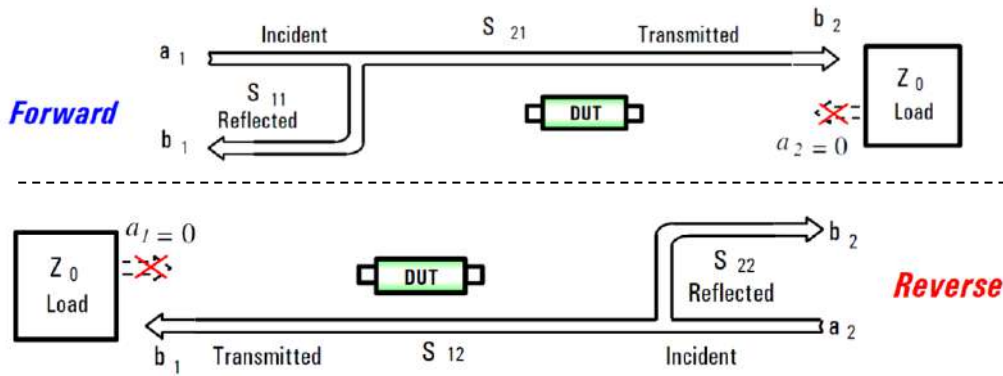 S 21
b 2
Incident
Transmitted
a 1
Z 0
Load
S 11
Reflected
Forward
DUT
b 1
a 2 = 0
a 1 = 0
b 2
Z 0
Load
DUT
S 22
Reflected
Reverse
a 2
b 1
Transmitted
S 12
Incident